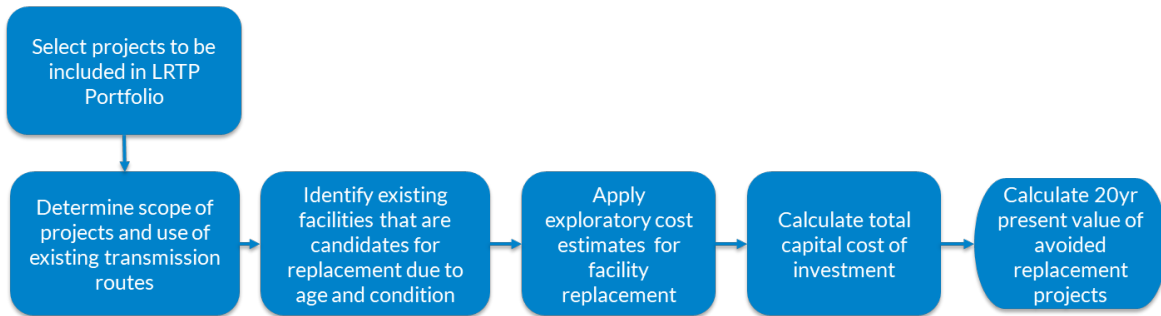 Select projects to be
included in LRTP
Portfolio
Determine scope of
projects and use of
existing transmission
routes
Identify existing
facilities that are
candidates for
replacement due to
age and condition
Apply
exploratory cost
estimates for
facility
replacement
Calculate total
capital cost of
investment
Calculate 20yr
present value of
avoided
replacement
projects